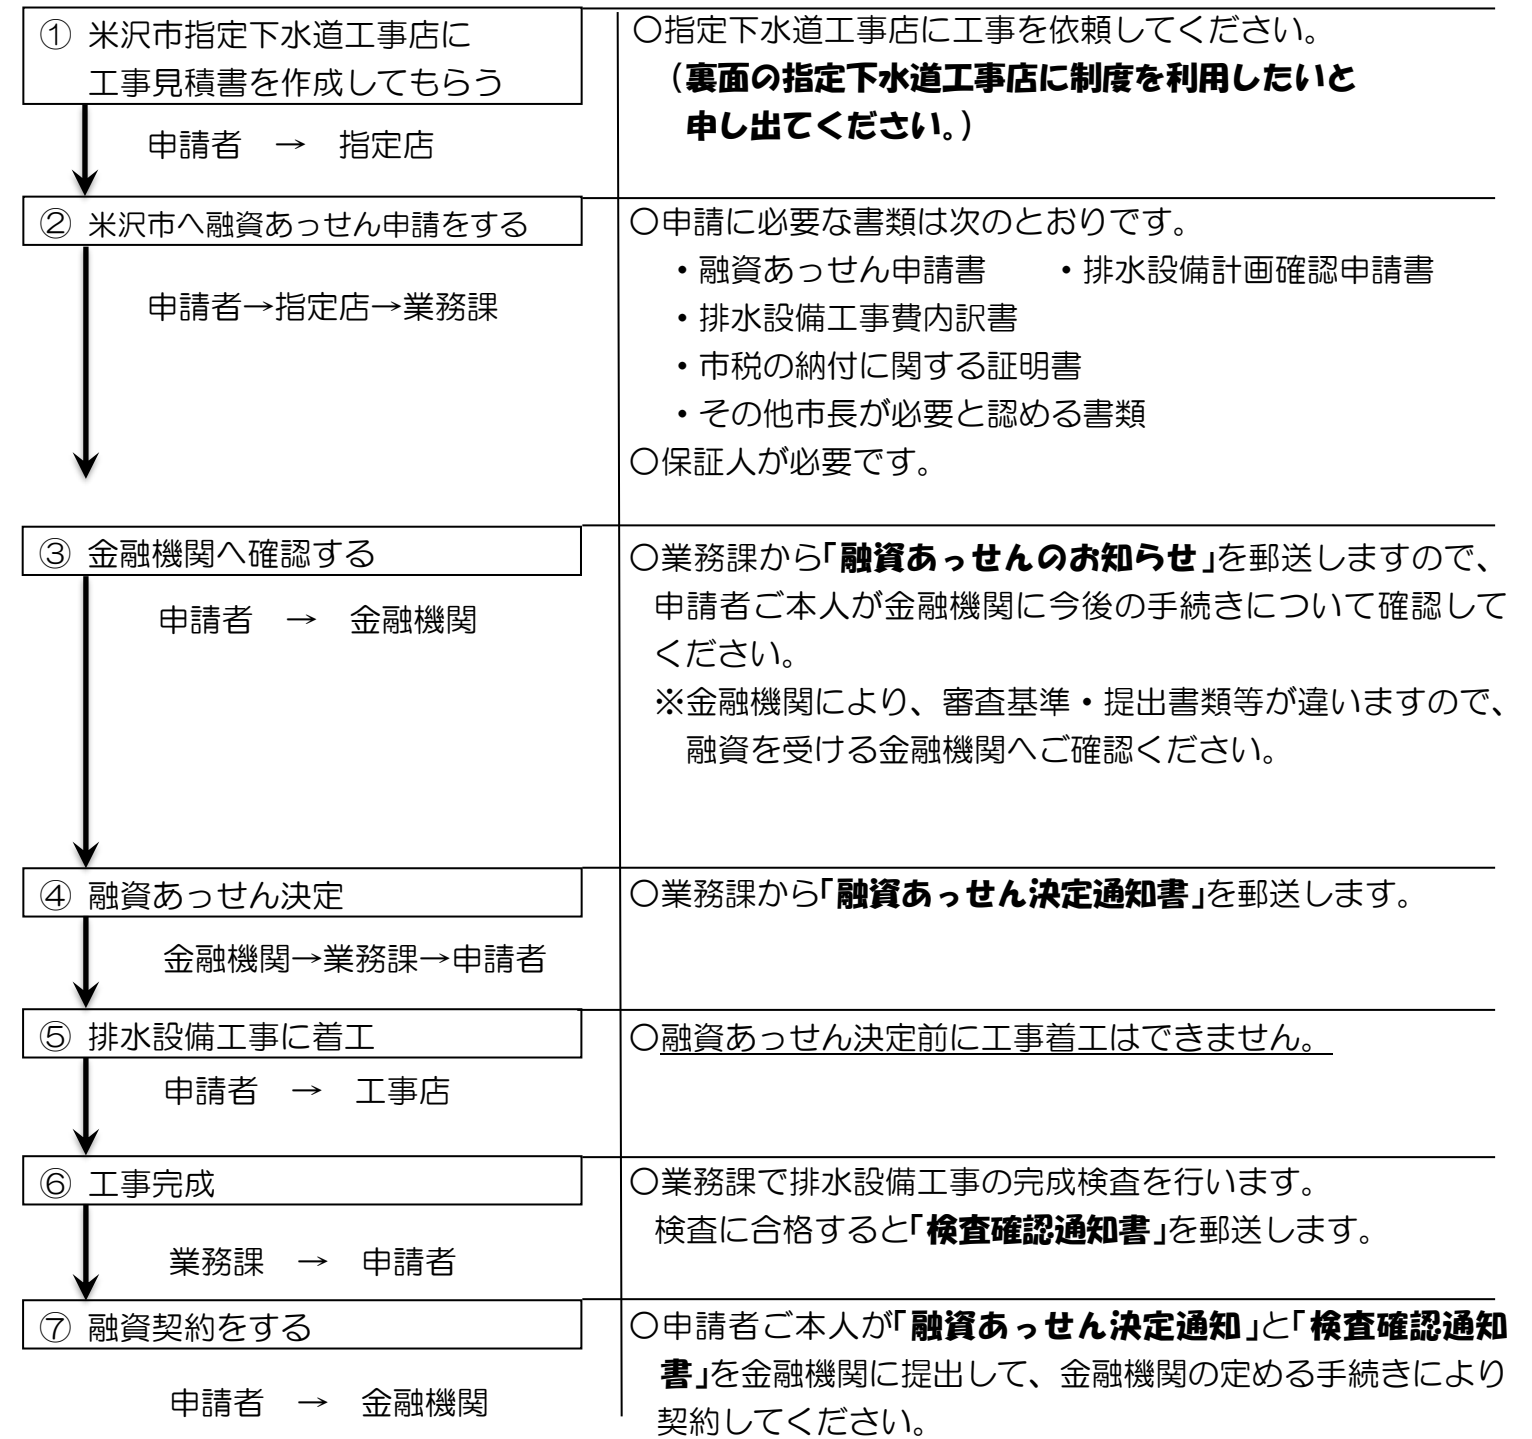 ① 米沢市指定下水道工事店に
工事見積書を作成してもらう
申請者 → 指定店
〇指定下水道工事店に工事を依頼してください。
（裏面の指定下水道工事店に制度を利用したいと
申し出てください。）
② 米沢市へ融資あっせん申請をする
申請者→指定店→業務課
〇申請に必要な書類は次のとおりです。
・融資あっせん申請書 ・排水設備計画確認申請書
・排水設備工事費内訳書
・市税の納付に関する証明書
・その他市長が必要と認める書類
〇保証人が必要です。
③ 金融機関へ確認する
申請者 → 金融機関
〇業務課から「融資あっせんのお知らせ」を郵送しますので、
申請者ご本人が金融機関に今後の手続きについて確認して
ください。
※金融機関により、審査基準・提出書類等が違いますので、
融資を受ける金融機関へご確認ください。
④ 融資あっせん決定
金融機関→業務課→申請者
〇業務課から「融資あっせん決定通知書」を郵送します。
⑤ 排水設備工事に着工
申請者 → 工事店
〇融資あっせん決定前に工事着工はできません。
⑥ 工事完成
業務課 → 申請者
〇業務課で排水設備工事の完成検査を行います。
検査に合格すると「検査確認通知書」を郵送します。
⑦ 融資契約をする
申請者 → 金融機関
〇申請者ご本人が「融資あっせん決定通知」と「検査確認通知
書」を金融機関に提出して、金融機関の定める手続きにより
契約してください。